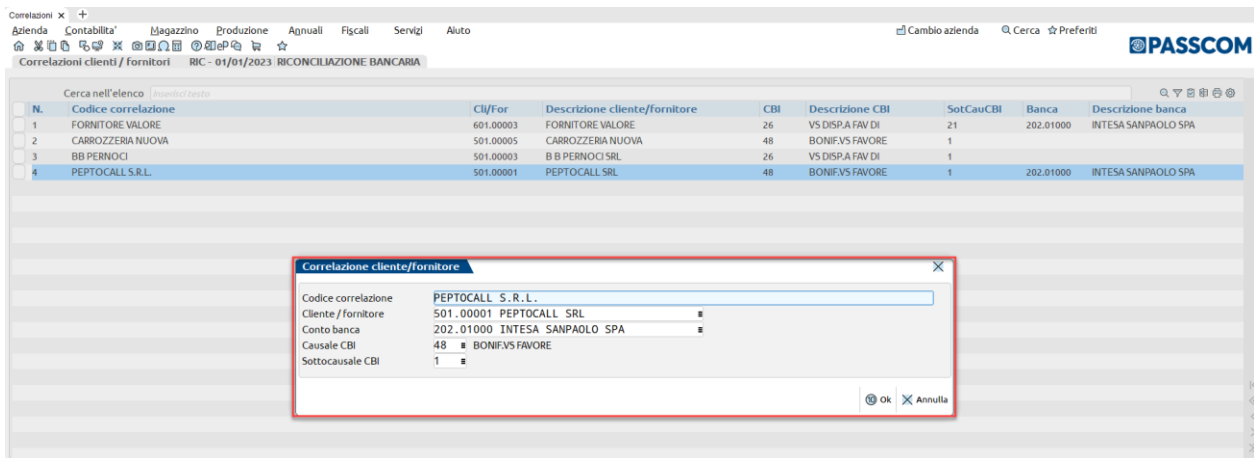 Correlazioni × +
Azienda Contabilita' Magazzino Produzione Annuali Fiscali Servizi Aiuto Cambio azienda Cerca Preferiti
PASSCOM
Correlazioni clienti / fornitori RIC - 01/01/2023 RICONCILIAZIONE BANCARIA
Cerca nell'elenco Inserisci testo
N. Codice correlazione Cli/For Descrizione cliente/fornitore CBI Descrizione CBI SotCauCBI Banca Descrizione banca
1 FORNITORE VALORE 601.00003 FORNITORE VALORE 26 VS DISP.A FAV DI 21 202.01000 INTESA SANPAOLO SPA
2 CARROZZERIA NUOVA 501.00005 CARROZZERIA NUOVA 48 BONIF.VS FAVORE 1
3 BB PERNOCI 501.00003 B B PERNOCI SRL 26 VS DISP.A FAV DI 1
4 PEPTOCALL S.R.L. 501.00001 PEPTOCALL SRL 48 BONIF.VS FAVORE 1 202.01000 INTESA SANPAOLO SPA
Correlazione cliente/fornitore
Codice correlazione PEPTOCALL S.R.L.
Cliente / fornitore 501.00001 PEPTOCALL SRL
Conto banca 202.01000 INTESA SANPAOLO SPA
Causale CBI 48 BONIF.VS FAVORE
Sottocausale CBI 1
Ok Annulla